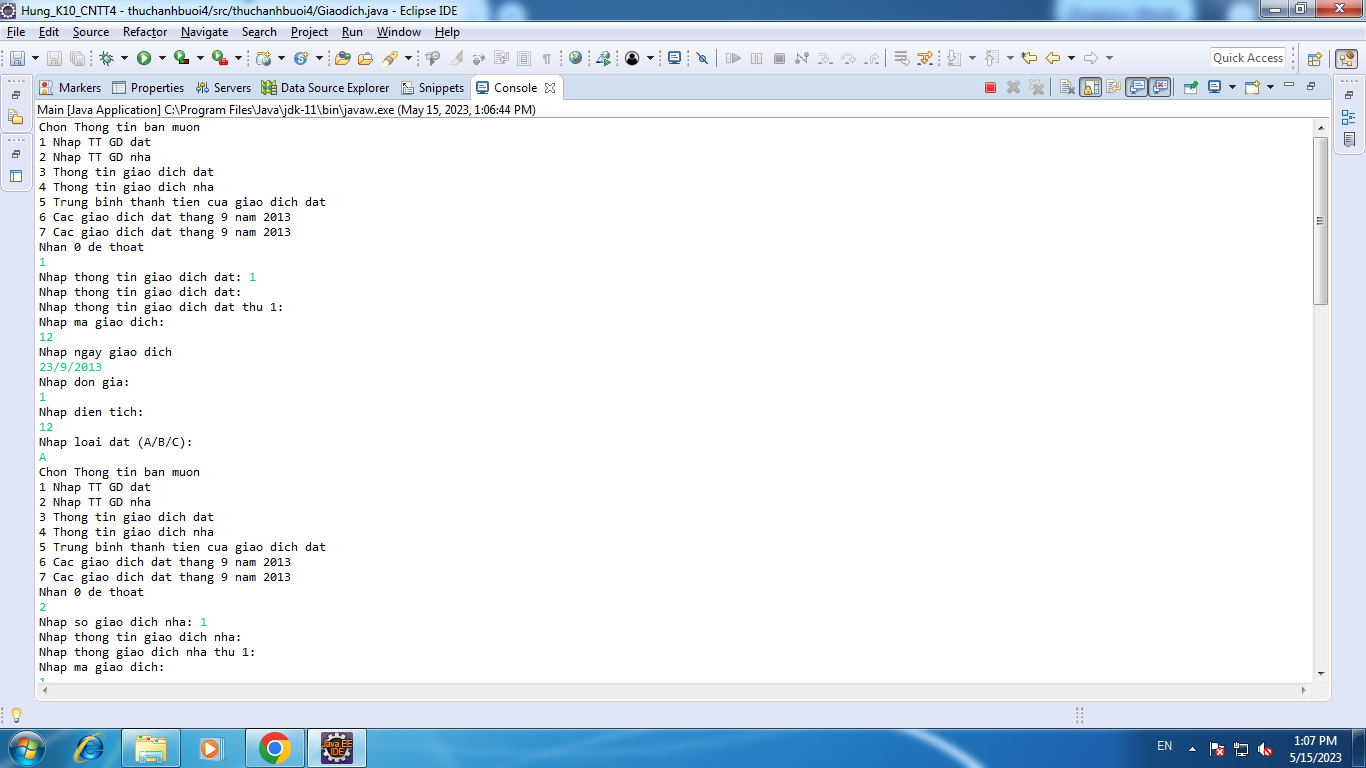 Hung_K10_CNTT4 - thuchanhbuoi4/src/thuchanhbuoi4/Giaodich.java - Eclipse IDE
File Edit Source Refactor Navigate Search Project Run Window Help
Quick Access
Markers Properties Servers Data Source Explorer Snippets Console
Main [Java Application] C:\Program Files\Java\jdk-11\bin\javaw.exe (May 15, 2023, 1:06:44 PM)
Chon Thong tin ban muon
1 Nhap TT GD dat
2 Nhap TT GD nha
3 Thong tin giao dich dat
4 Thong tin giao dich nha
5 Trung binh thanh tien cua giao dich dat
6 Cac giao dich dat thang 9 nam 2013
7 Cac giao dich dat thang 9 nam 2013
Nhan 0 de thoat
1
Nhap thong tin giao dich dat: 1
Nhap thong tin giao dich dat:
Nhap thong tin giao dich dat thu 1:
Nhap ma giao dich:
12
Nhap ngay giao dich
23/9/2013
Nhap don gia:
1
Nhap dien tich:
12
Nhap loai dat (A/B/C):
A
Chon Thong tin ban muon
1 Nhap TT GD dat
2 Nhap TT GD nha
3 Thong tin giao dich dat
4 Thong tin giao dich nha
5 Trung binh thanh tien cua giao dich dat
6 Cac giao dich dat thang 9 nam 2013
7 Cac giao dich dat thang 9 nam 2013
Nhan 0 de thoat
2
Nhap so giao dich nha: 1
Nhap thong tin giao dich nha:
Nhap thong giao dich nha thu 1:
Nhap ma giao dich:
Java EE
IDE
EN
1:07 PM
5/15/2023